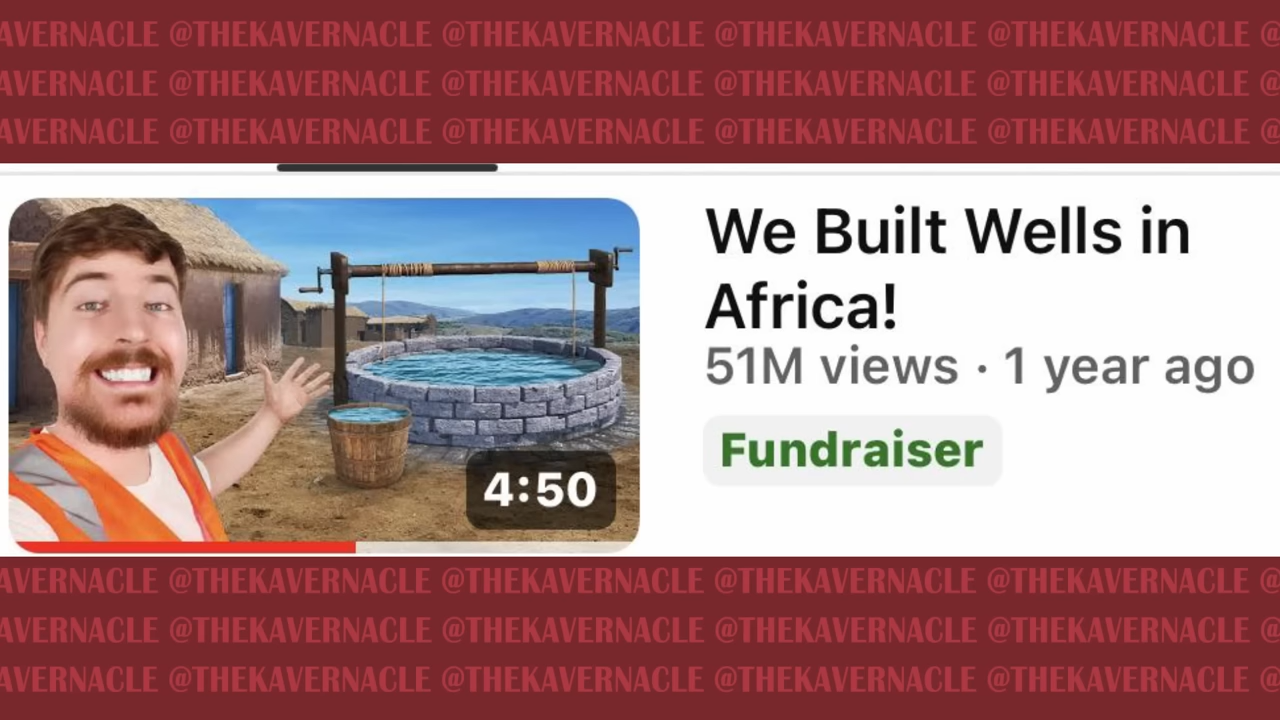 AVERNACLE @THEKAVERNACLE @THEKAVERNACLE @THEKAVERNACLE @THEKAVERNACLE @
AVERNACLE @THEKAVERNACLE @THEKAVERNACLE @THEKAVERNACLE @THEKAVERNACLE @
AVERNACLE @THEKAVERNACLE @THEKAVERNACLE @THEKAVERNACLE @THEKAVERNACLE @
4:50
We Built Wells in
Africa!
51M views · 1 year ago
Fundraiser
AVERNACLE @THEKAVERNACLE @THEKAVERNACLE @THEKAVERNACLE @THEKAVERNACLE @
AVERNACLE @THEKAVERNACLE @THEKAVERNACLE @THEKAVERNACLE @THEKAVERNACLE @
AVERNACLE @THEKAVERNACLE @THEKAVERNACLE @THEKAVERNACLE @THEKAVERNACLE @